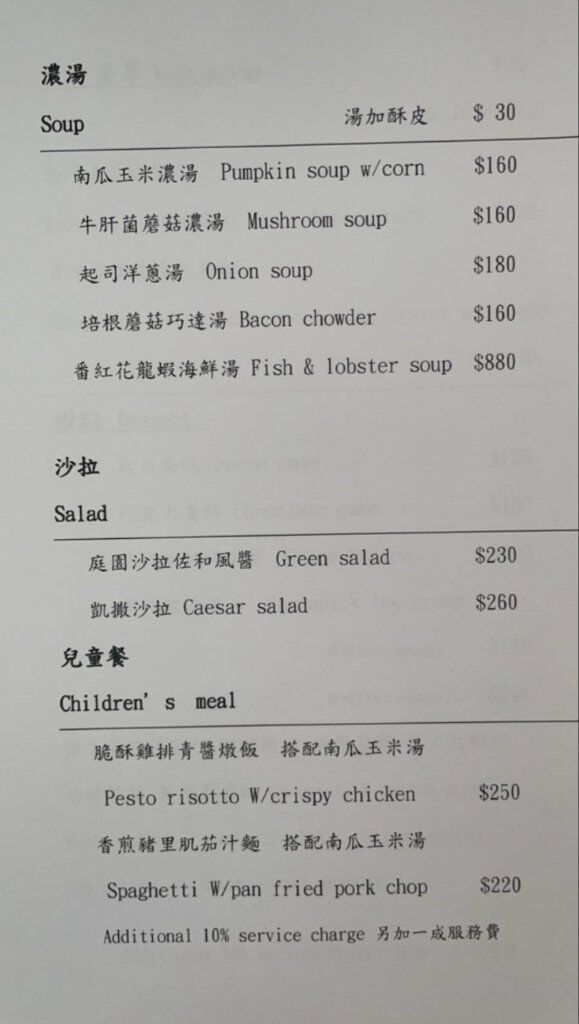 濃湯
Soup 湯加酥皮 $ 30
南瓜玉米濃湯 Pumpkin soup w/corn $160
牛肝菌蘑菇濃湯 Mushroom soup $160
起司洋蔥湯 Onion soup $180
培根蘑菇巧達湯 Bacon chowder $160
番紅花龍蝦海鮮湯 Fish & lobster soup $880
沙拉
Salad
庭園沙拉佐和風醬 Green salad $230
凱撒沙拉 Caesar salad $260
兒童餐
Children's meal
脆酥雞排青醬燉飯 搭配南瓜玉米湯
Pesto risotto W/crispy chicken $250
香煎豬里肌茄汁麵 搭配南瓜玉米湯
Spaghetti W/pan fried pork chop $220
Additional 10% service charge 另加一成服務費